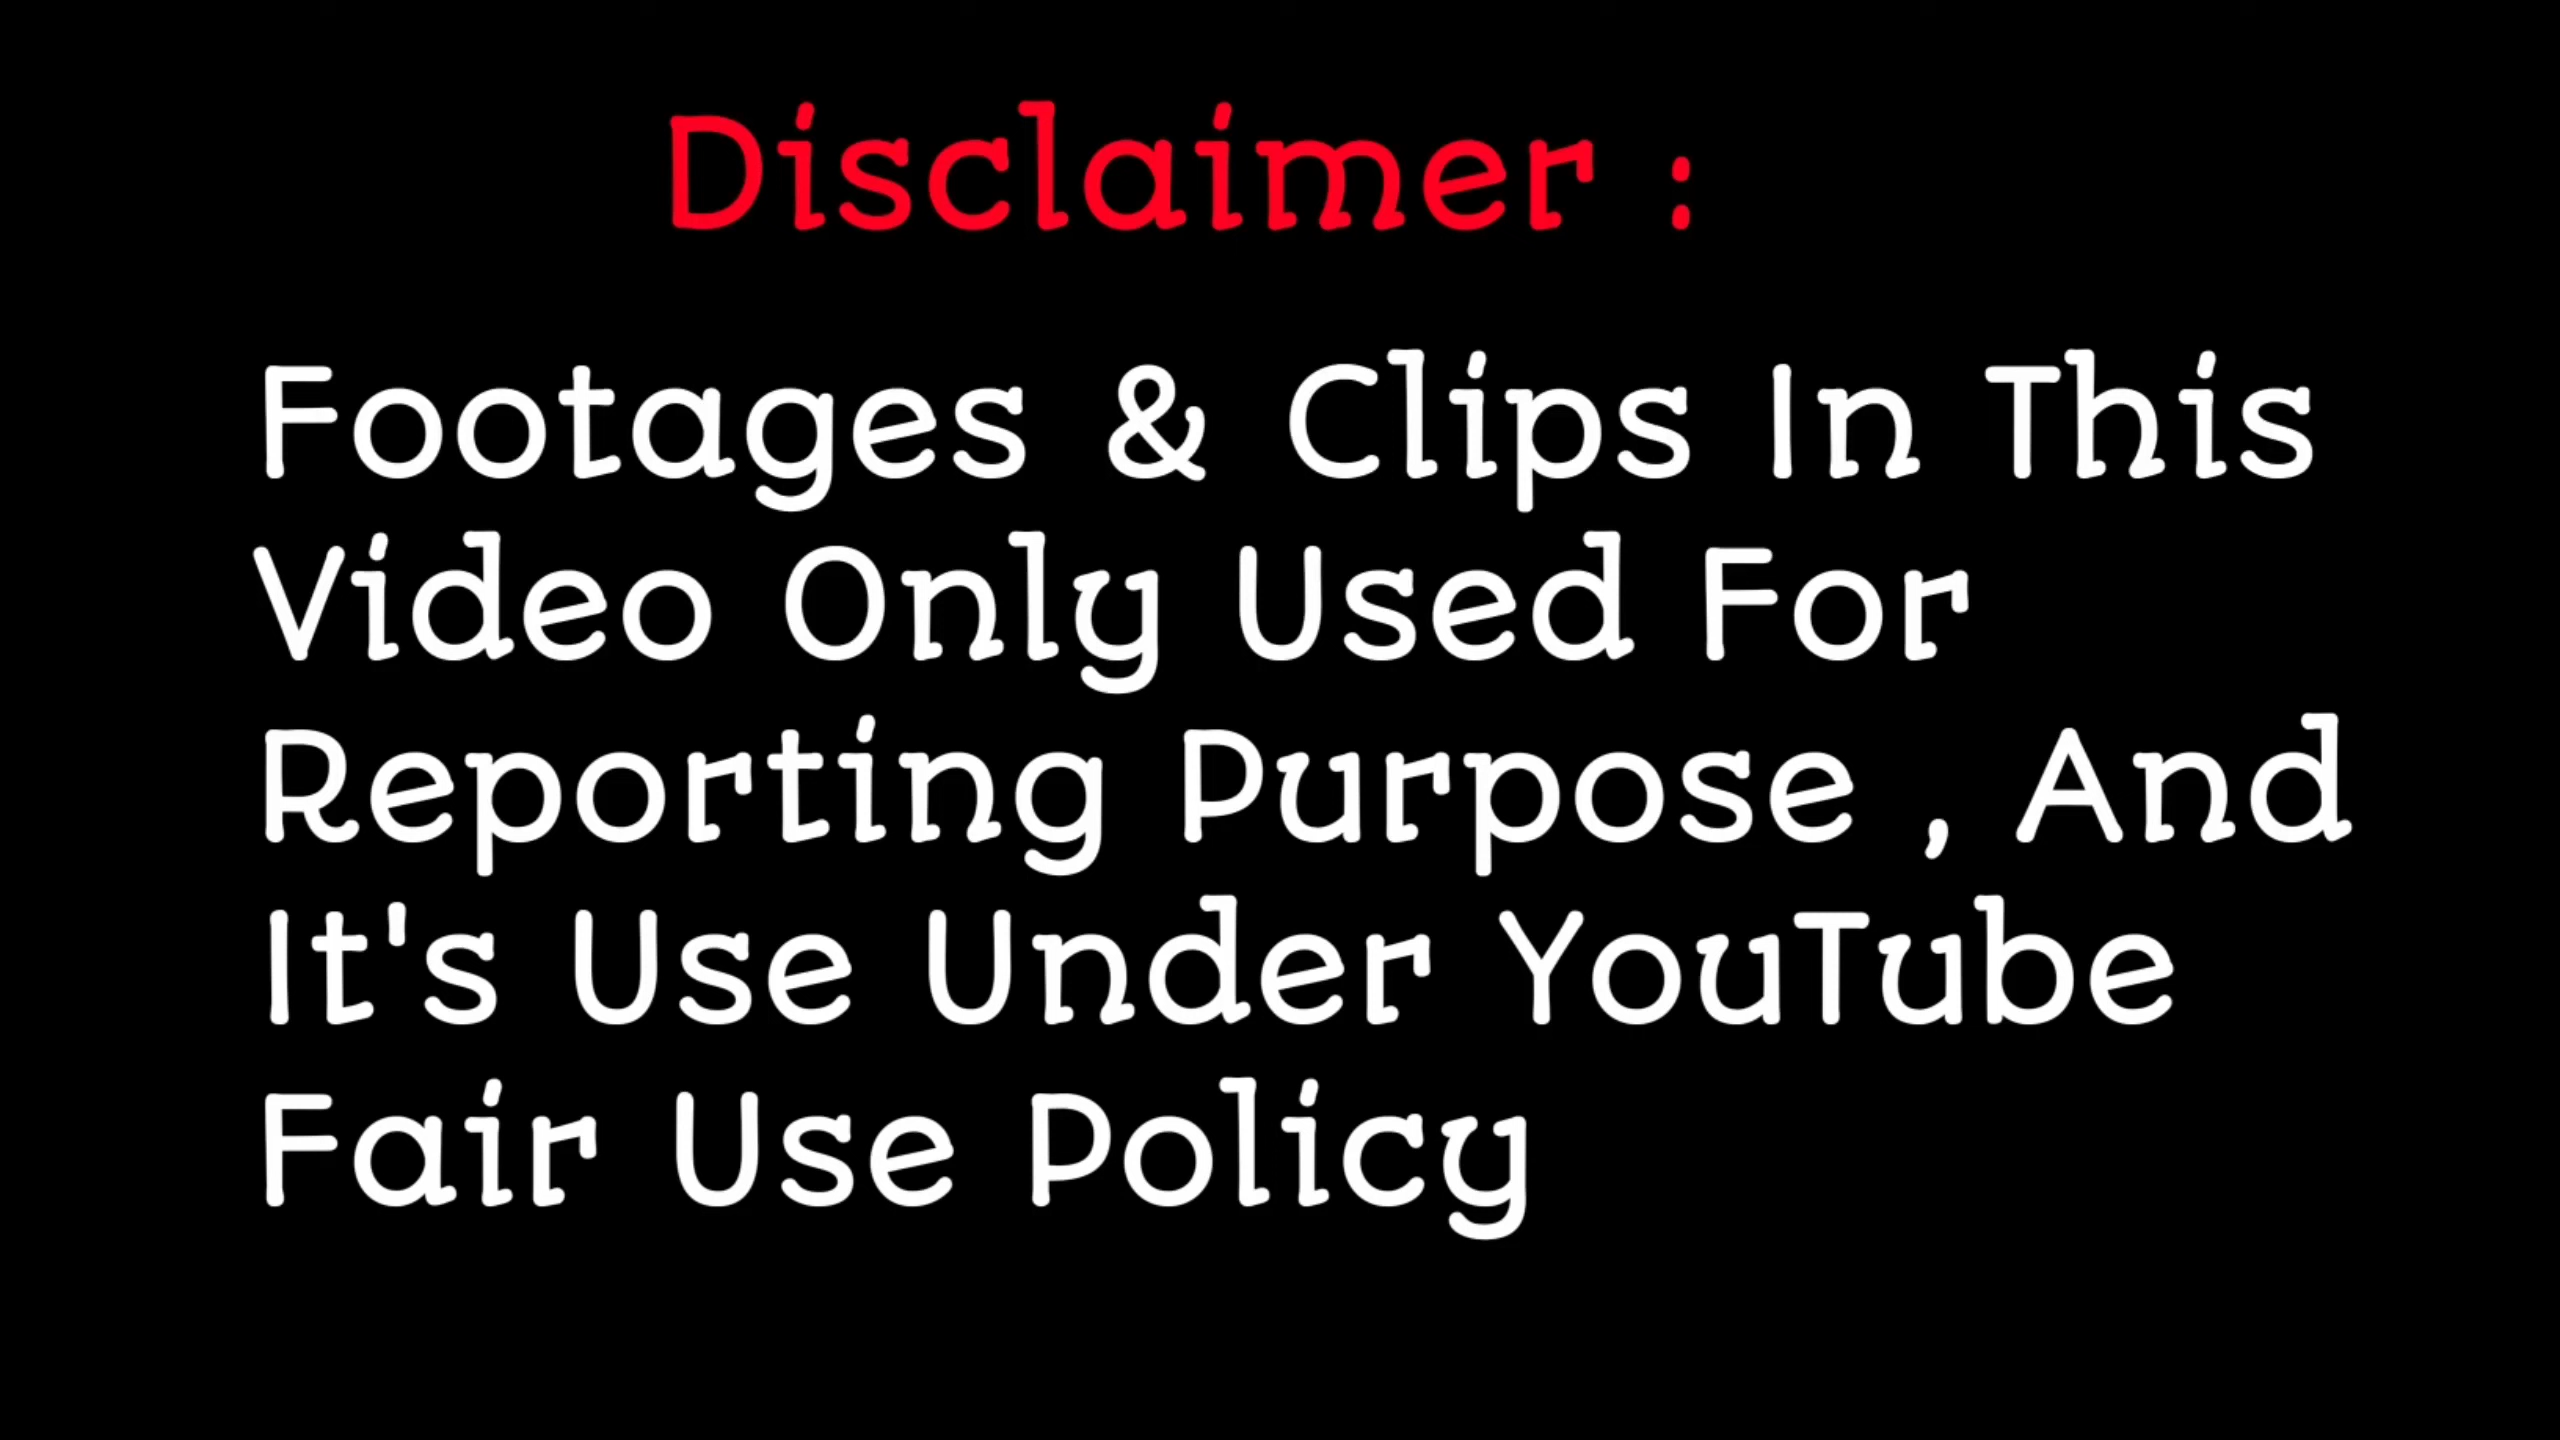 Disclaimer :
Footages & Clips In This
Video Only Used For
Reporting Purpose , And
It's Use Under YouTube
Fair Use Policy